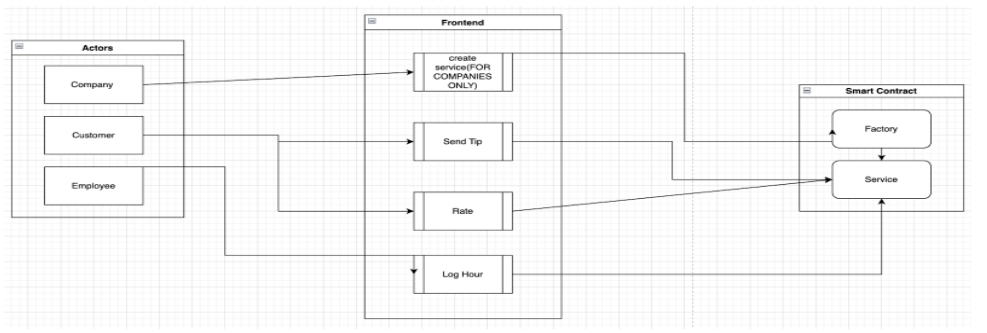 Actors
Company
Customer
Employee
Frontend
create
service(FOR
COMPANIES
ONLY)
Send Tip
Rate
Log Hour
Smart Contract
Factory
Service